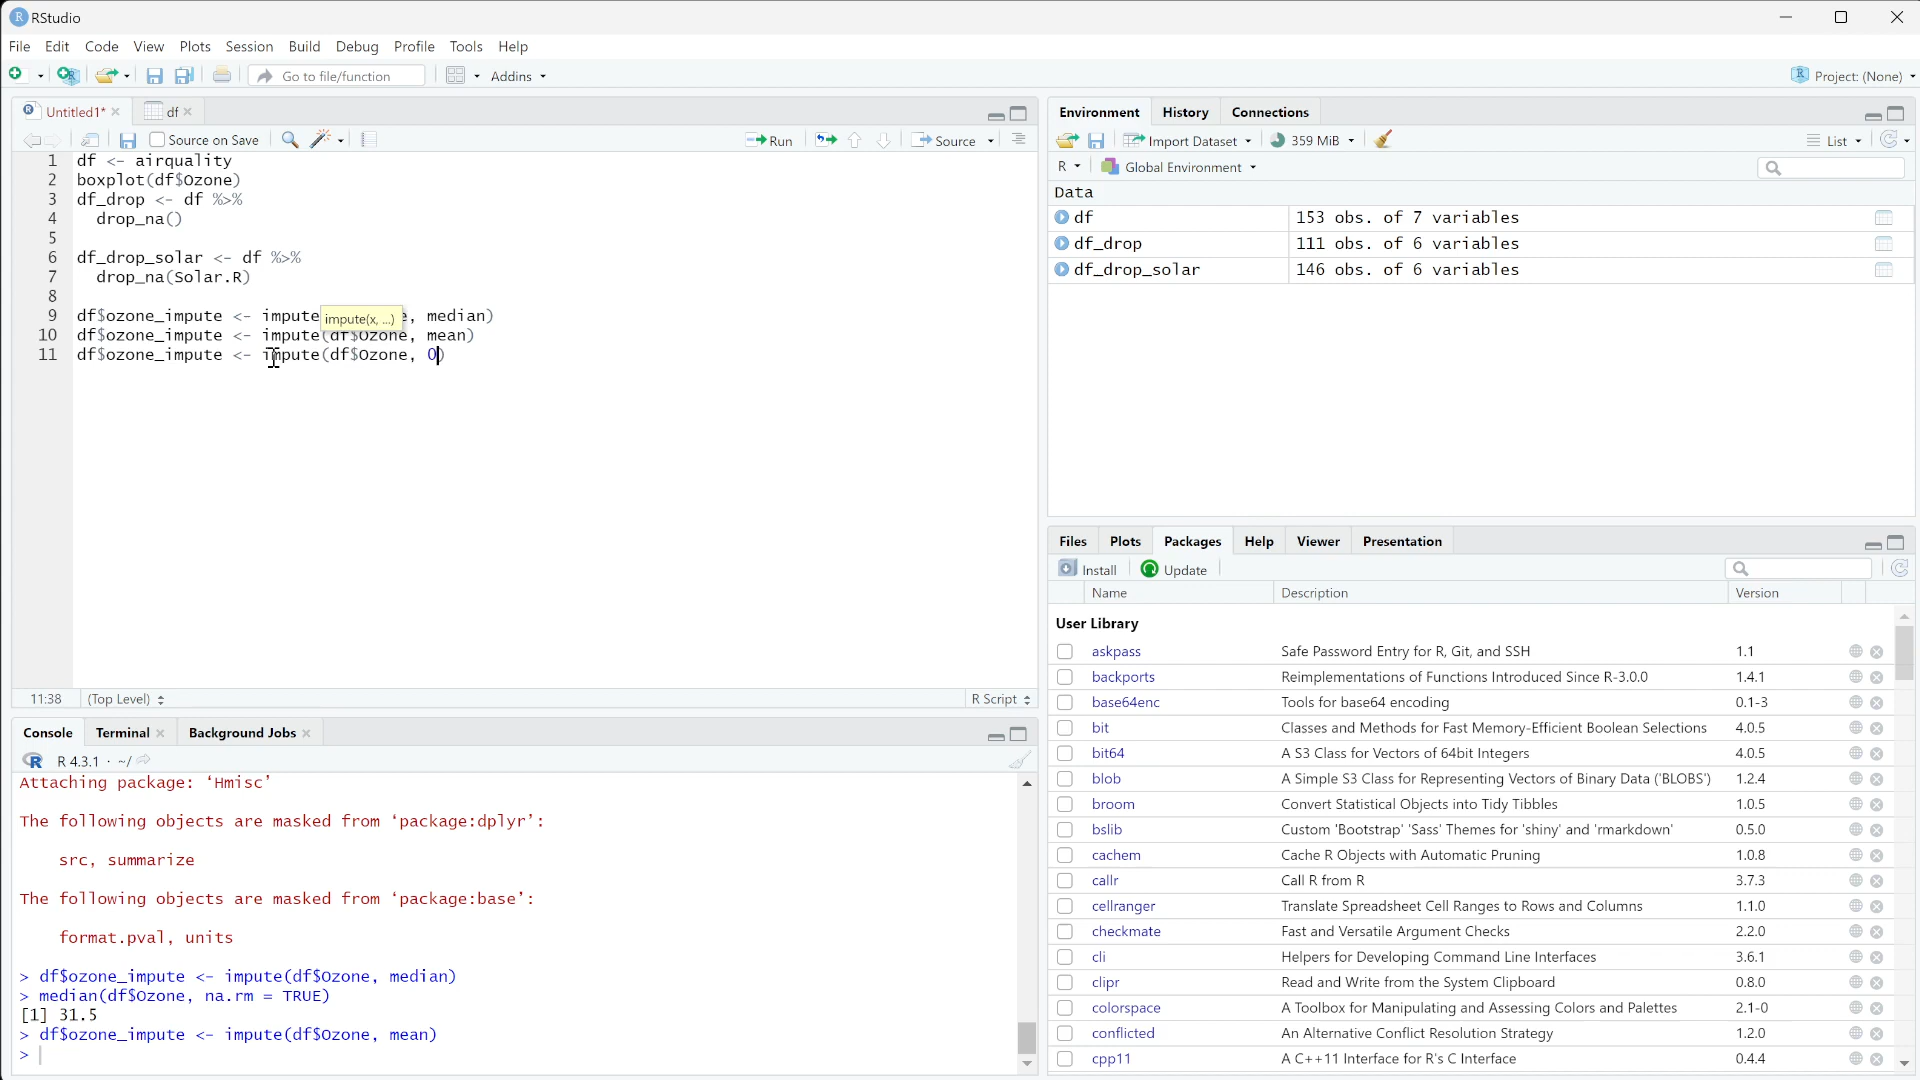 RStudio
File Edit Code View Plots Session Build Debug Profile Tools Help
Go to file/function Addins Project: (None)
Untitled1* df
Source on Save Run Source
1 df <- airquality
2 boxplot(df$Ozone)
3 df_drop <- df %>%
4 drop_na()
5
6 df_drop_solar <- df %>%
7 drop_na(Solar.R)
8
9 df$ozone_impute <- impute , median)
impute(x, ...)
10 df$ozone_impute <- impute(df$Ozone, mean)
11 df$ozone_impute <- impute(df$Ozone, 0)
11:38 (Top Level) R Script
Console Terminal Background Jobs
R 4.3.1 · ~/
Attaching package: ‘Hmisc’
The following objects are masked from ‘package:dplyr’:
src, summarize
The following objects are masked from ‘package:base’:
format.pval, units
> df$ozone_impute <- impute(df$Ozone, median)
> median(df$Ozone, na.rm = TRUE)
[1] 31.5
> df$ozone_impute <- impute(df$Ozone, mean)
>
Environment History Connections
Import Dataset 359 MiB List
R Global Environment
Data
df 153 obs. of 7 variables
df_drop 111 obs. of 6 variables
df_drop_solar 146 obs. of 6 variables
Files Plots Packages Help Viewer Presentation
Install Update
Name Description Version
User Library
askpass Safe Password Entry for R, Git, and SSH 1.1
backports Reimplementations of Functions Introduced Since R-3.0.0 1.4.1
base64enc Tools for base64 encoding 0.1-3
bit Classes and Methods for Fast Memory-Efficient Boolean Selections 4.0.5
bit64 A S3 Class for Vectors of 64bit Integers 4.0.5
blob A Simple S3 Class for Representing Vectors of Binary Data ('BLOBS') 1.2.4
broom Convert Statistical Objects into Tidy Tibbles 1.0.5
bslib Custom 'Bootstrap' 'Sass' Themes for 'shiny' and 'rmarkdown' 0.5.0
cachem Cache R Objects with Automatic Pruning 1.0.8
callr Call R from R 3.7.3
cellranger Translate Spreadsheet Cell Ranges to Rows and Columns 1.1.0
checkmate Fast and Versatile Argument Checks 2.2.0
cli Helpers for Developing Command Line Interfaces 3.6.1
clipr Read and Write from the System Clipboard 0.8.0
colorspace A Toolbox for Manipulating and Assessing Colors and Palettes 2.1-0
conflicted An Alternative Conflict Resolution Strategy 1.2.0
cpp11 A C++11 Interface for R's C Interface 0.4.4